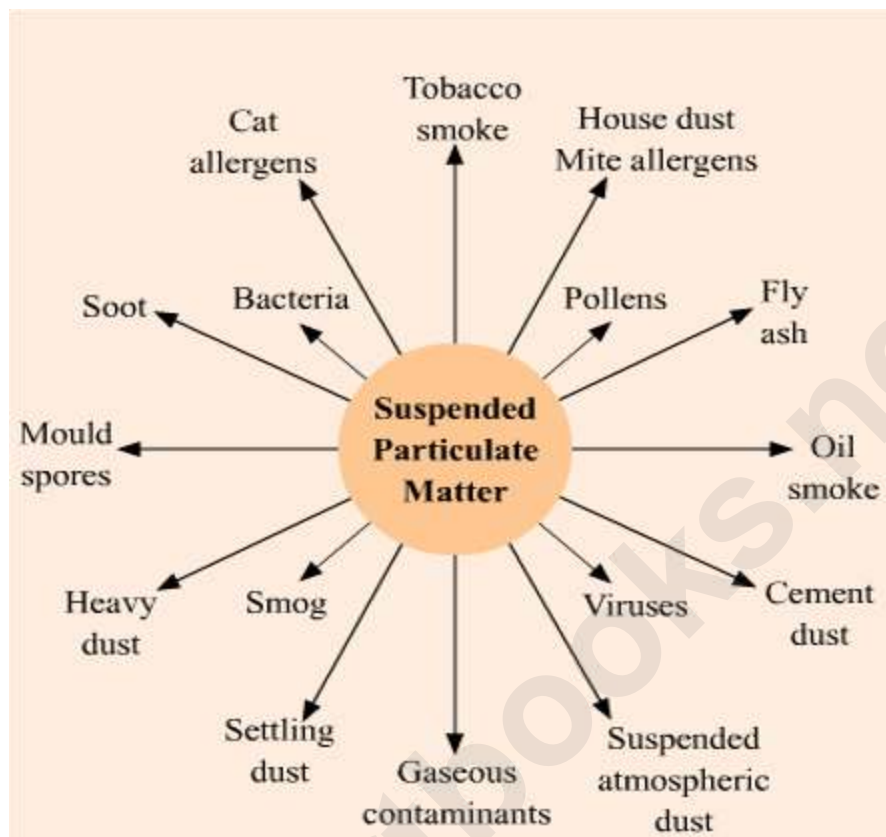 Tobacco
smoke
Cat
allergens
House dust
Mite allergens
Soot
Bacteria
Pollens
Fly
ash
Suspended
Particulate
Matter
Mould
spores
Oil
smoke
Heavy
dust
Smog
Viruses
Cement
dust
Settling
dust
Gaseous
contaminants
Suspended
atmospheric
dust